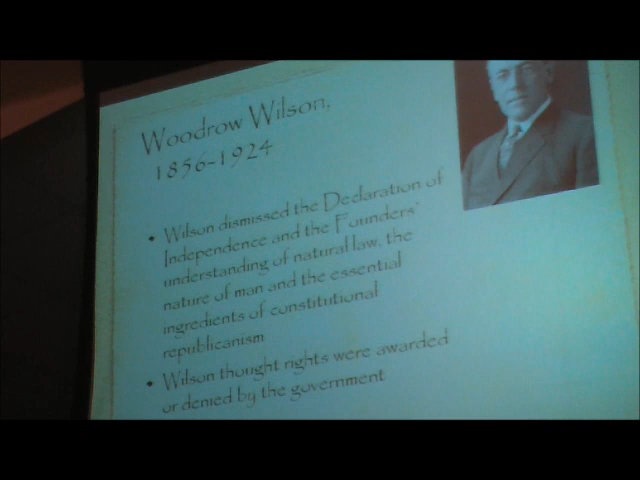 Woodrow Wilson,
1856-1924
• Wilson dismissed the Declaration of
Independence and the Founders'
understanding of natural law, the
nature of man and the essential
ingredients of constitutional
republicanism
• Wilson thought rights were awarded
or denied by the government